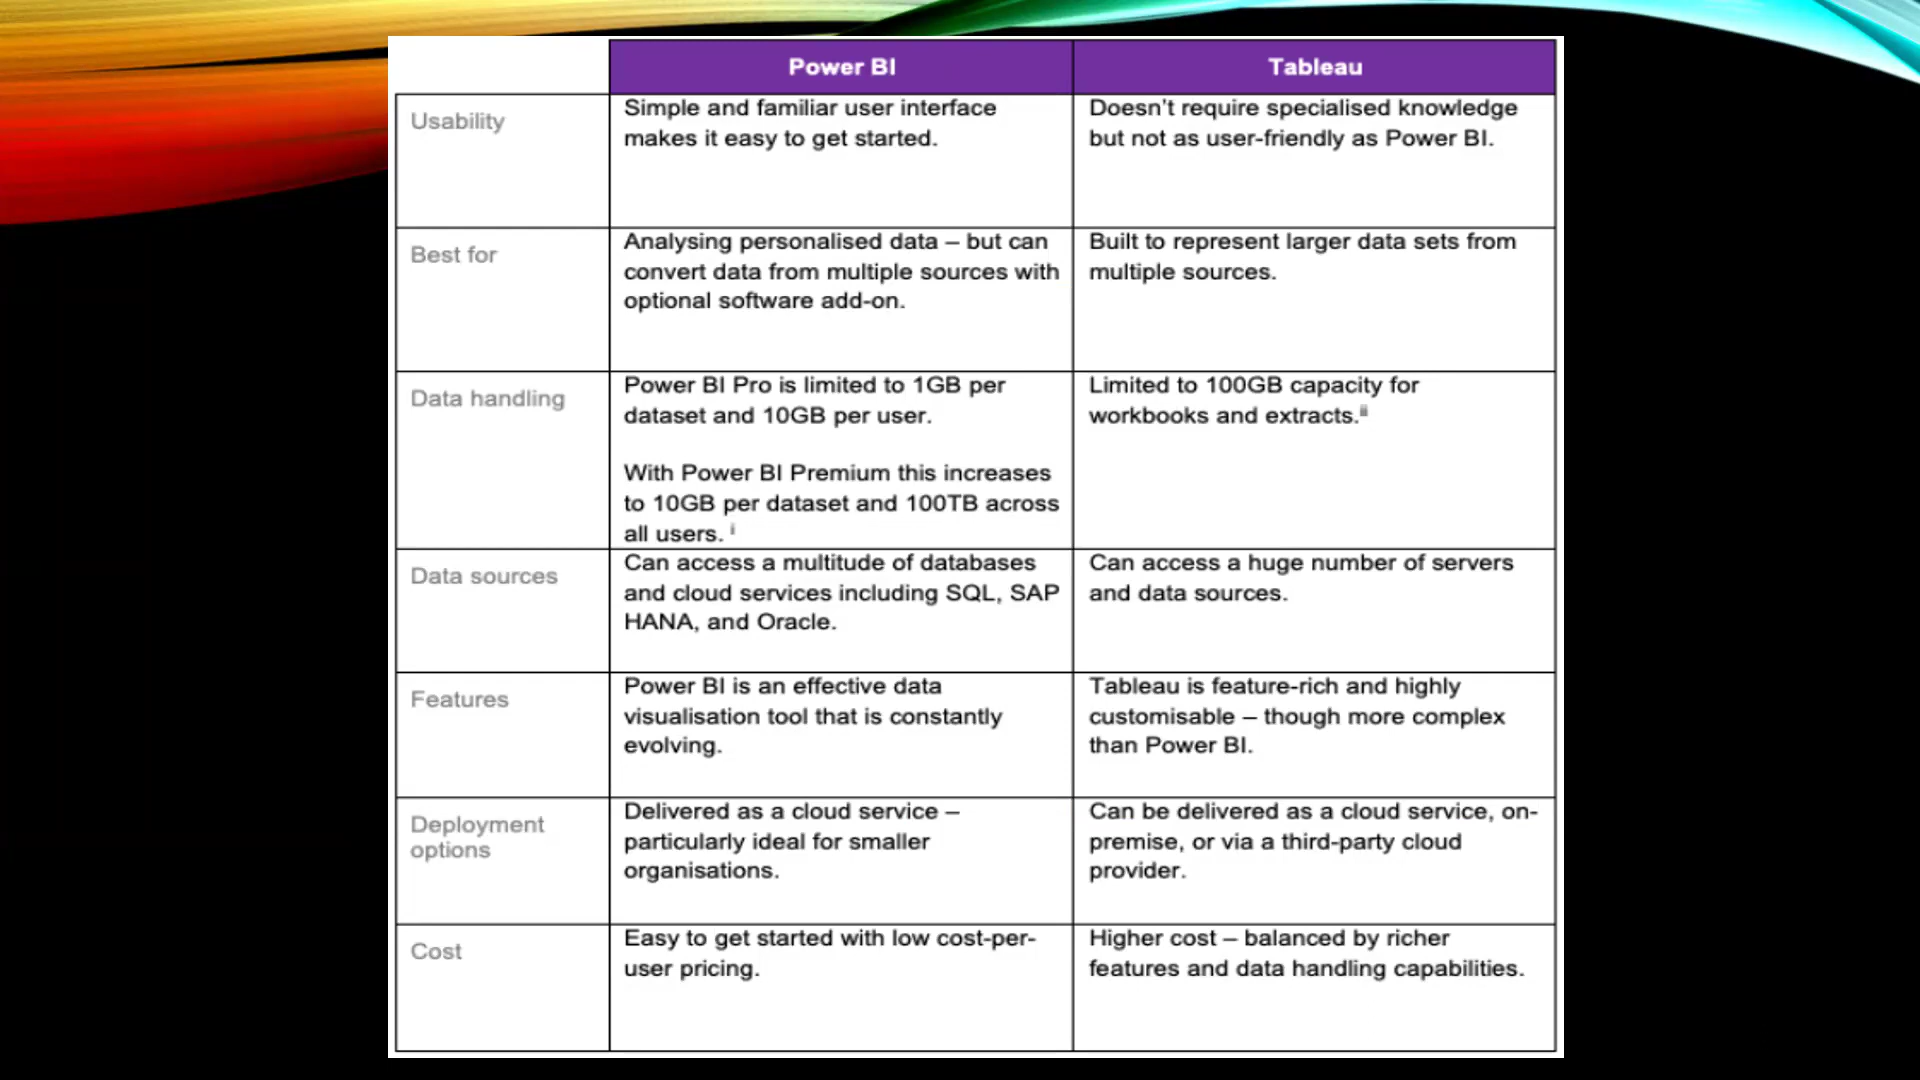 Power BI
Tableau
Usability
Simple and familiar user interface
makes it easy to get started.
Doesn't require specialised knowledge
but not as user-friendly as Power BI.
Best for
Analysing personalised data – but can
convert data from multiple sources with
optional software add-on.
Built to represent larger data sets from
multiple sources.
Data handling
Power BI Pro is limited to 1GB per
dataset and 10GB per user.
With Power BI Premium this increases
to 10GB per dataset and 100TB across
all users. i
Limited to 100GB capacity for
workbooks and extracts.ii
Data sources
Can access a multitude of databases
and cloud services including SQL, SAP
HANA, and Oracle.
Can access a huge number of servers
and data sources.
Features
Power BI is an effective data
visualisation tool that is constantly
evolving.
Tableau is feature-rich and highly
customisable – though more complex
than Power BI.
Deployment
options
Delivered as a cloud service –
particularly ideal for smaller
organisations.
Can be delivered as a cloud service, on-
premise, or via a third-party cloud
provider.
Cost
Easy to get started with low cost-per-
user pricing.
Higher cost – balanced by richer
features and data handling capabilities.